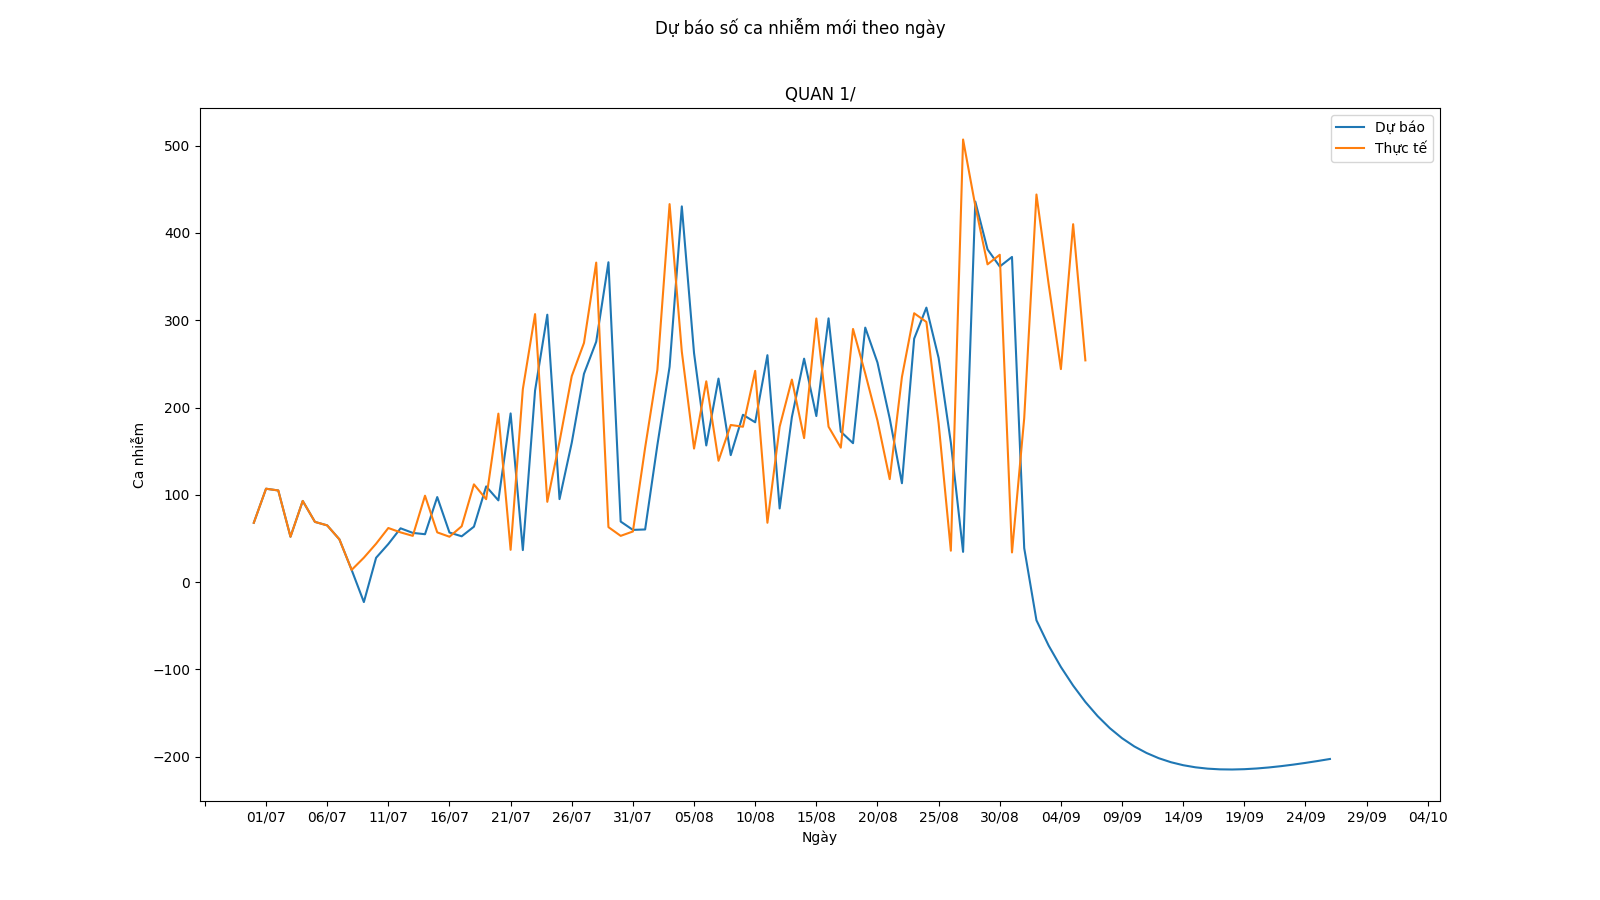 Dự báo số ca nhiễm mới theo ngày
QUAN 1/
Dự báo
Thực tế
500
400
300
200
100
0
−100
−200
Ca nhiễm
01/07 06/07 11/07 16/07 21/07 26/07 31/07 05/08 10/08 15/08 20/08 25/08 30/08 04/09 09/09 14/09 19/09 24/09 29/09 04/10
Ngày